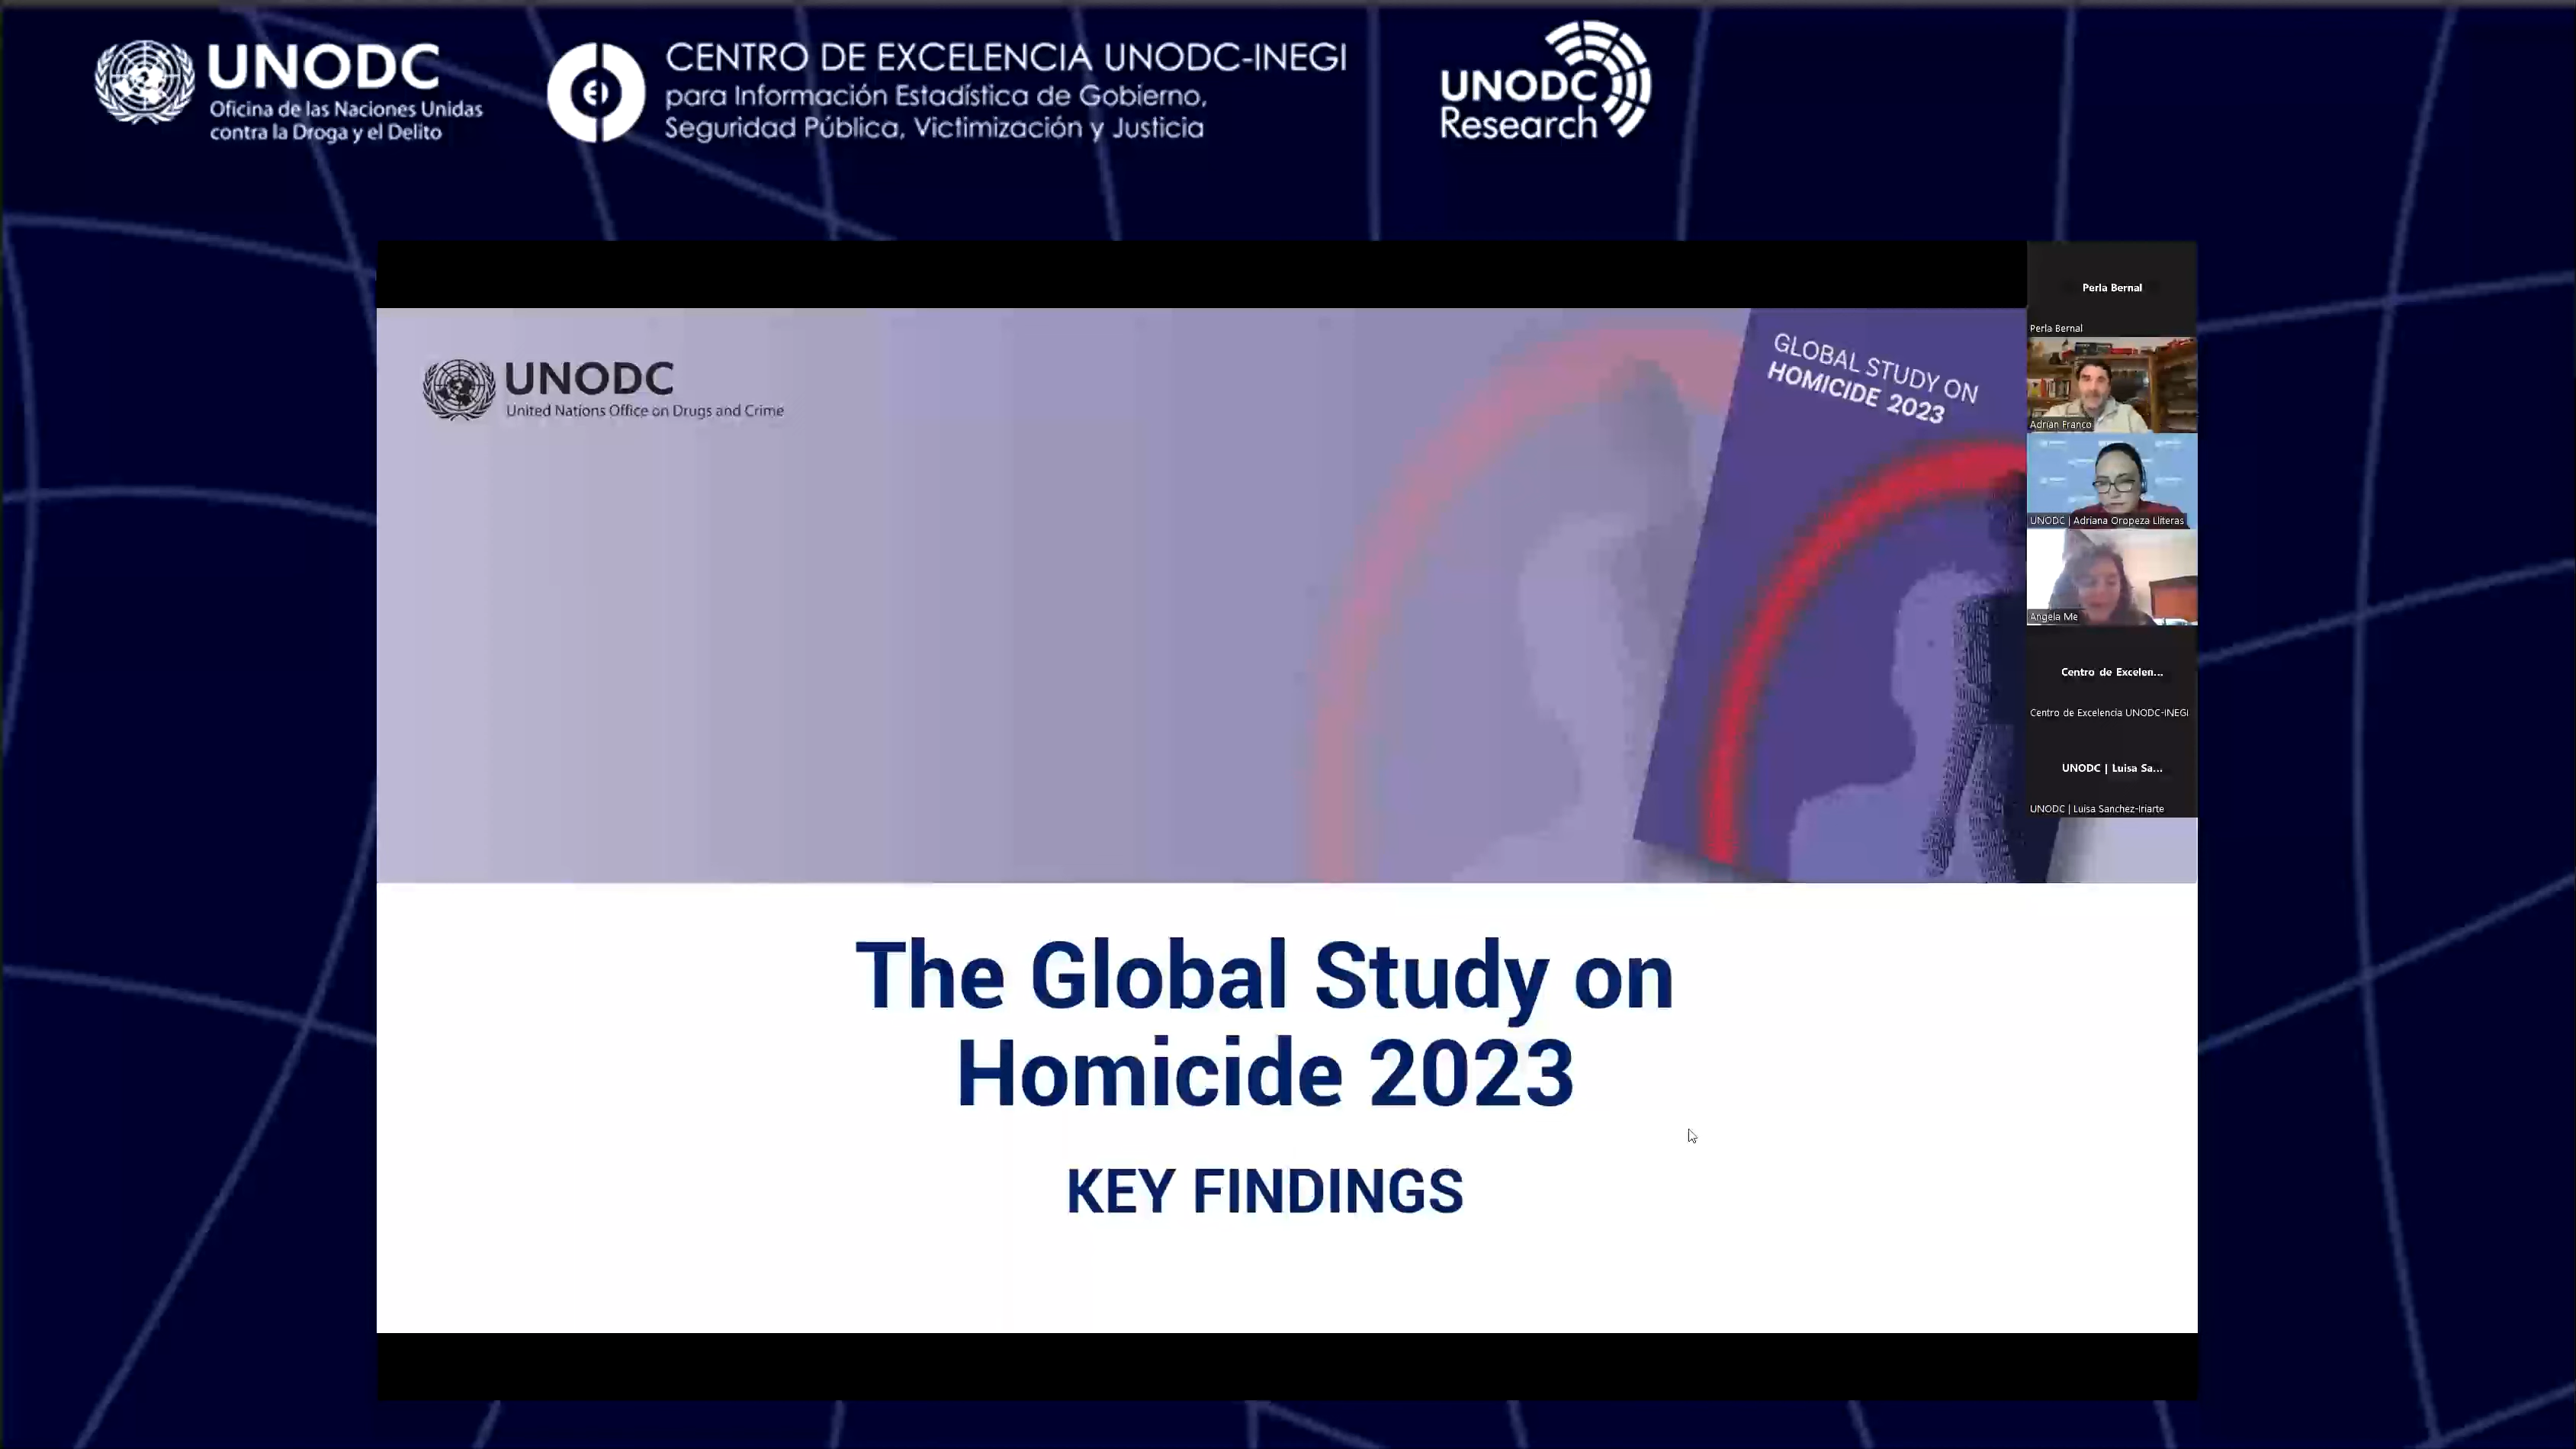 UNODC
Oficina de las Naciones Unidas
contra la Droga y el Delito
CENTRO DE EXCELENCIA UNODC-INEGI
para Información Estadística de Gobierno,
Seguridad Pública, Victimización y Justicia
UNODC
Research
UNODC
United Nations Office on Drugs and Crime
GLOBAL STUDY ON
HOMICIDE 2023
Perla Bernal
Perla Bernal
Adrián Franco
UNODC | Adriana Oropeza Lliteras
Angela Me
Centro de Excelen...
Centro de Excelencia UNODC-INEGI
UNODC | Luisa Sa...
UNODC | Luisa Sanchez-Iriarte
The Global Study on
Homicide 2023
KEY FINDINGS